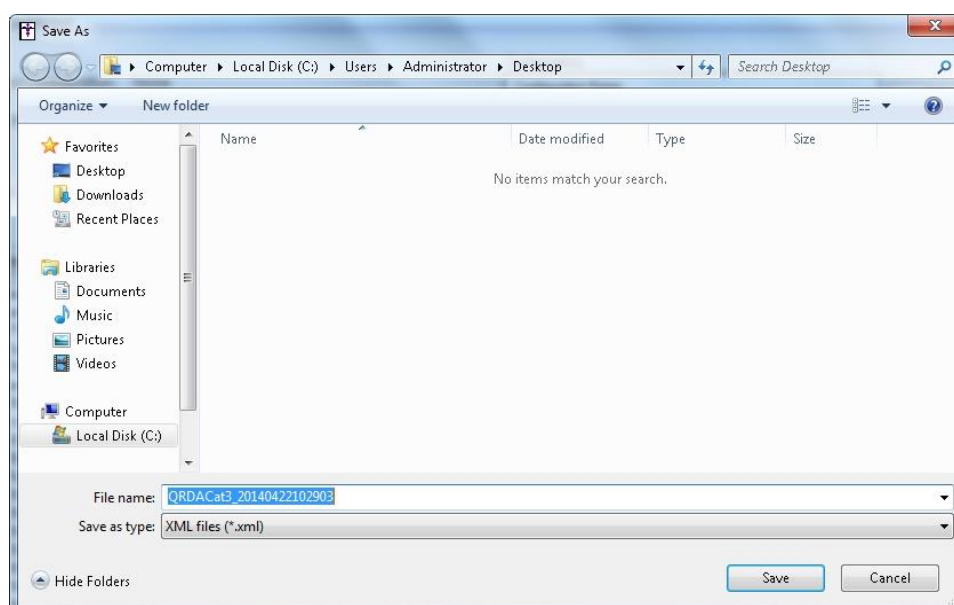 Save As
Computer Local Disk (C:) Users Administrator Desktop Search Desktop
Organize New folder
Name Date modified Type Size
No items match your search.
Favorites
Desktop
Downloads
Recent Places
Libraries
Documents
Music
Pictures
Videos
Computer
Local Disk (C:)
File name: QRDACat3_20140422102903
Save as type: XML files (*.xml)
Hide Folders Save Cancel